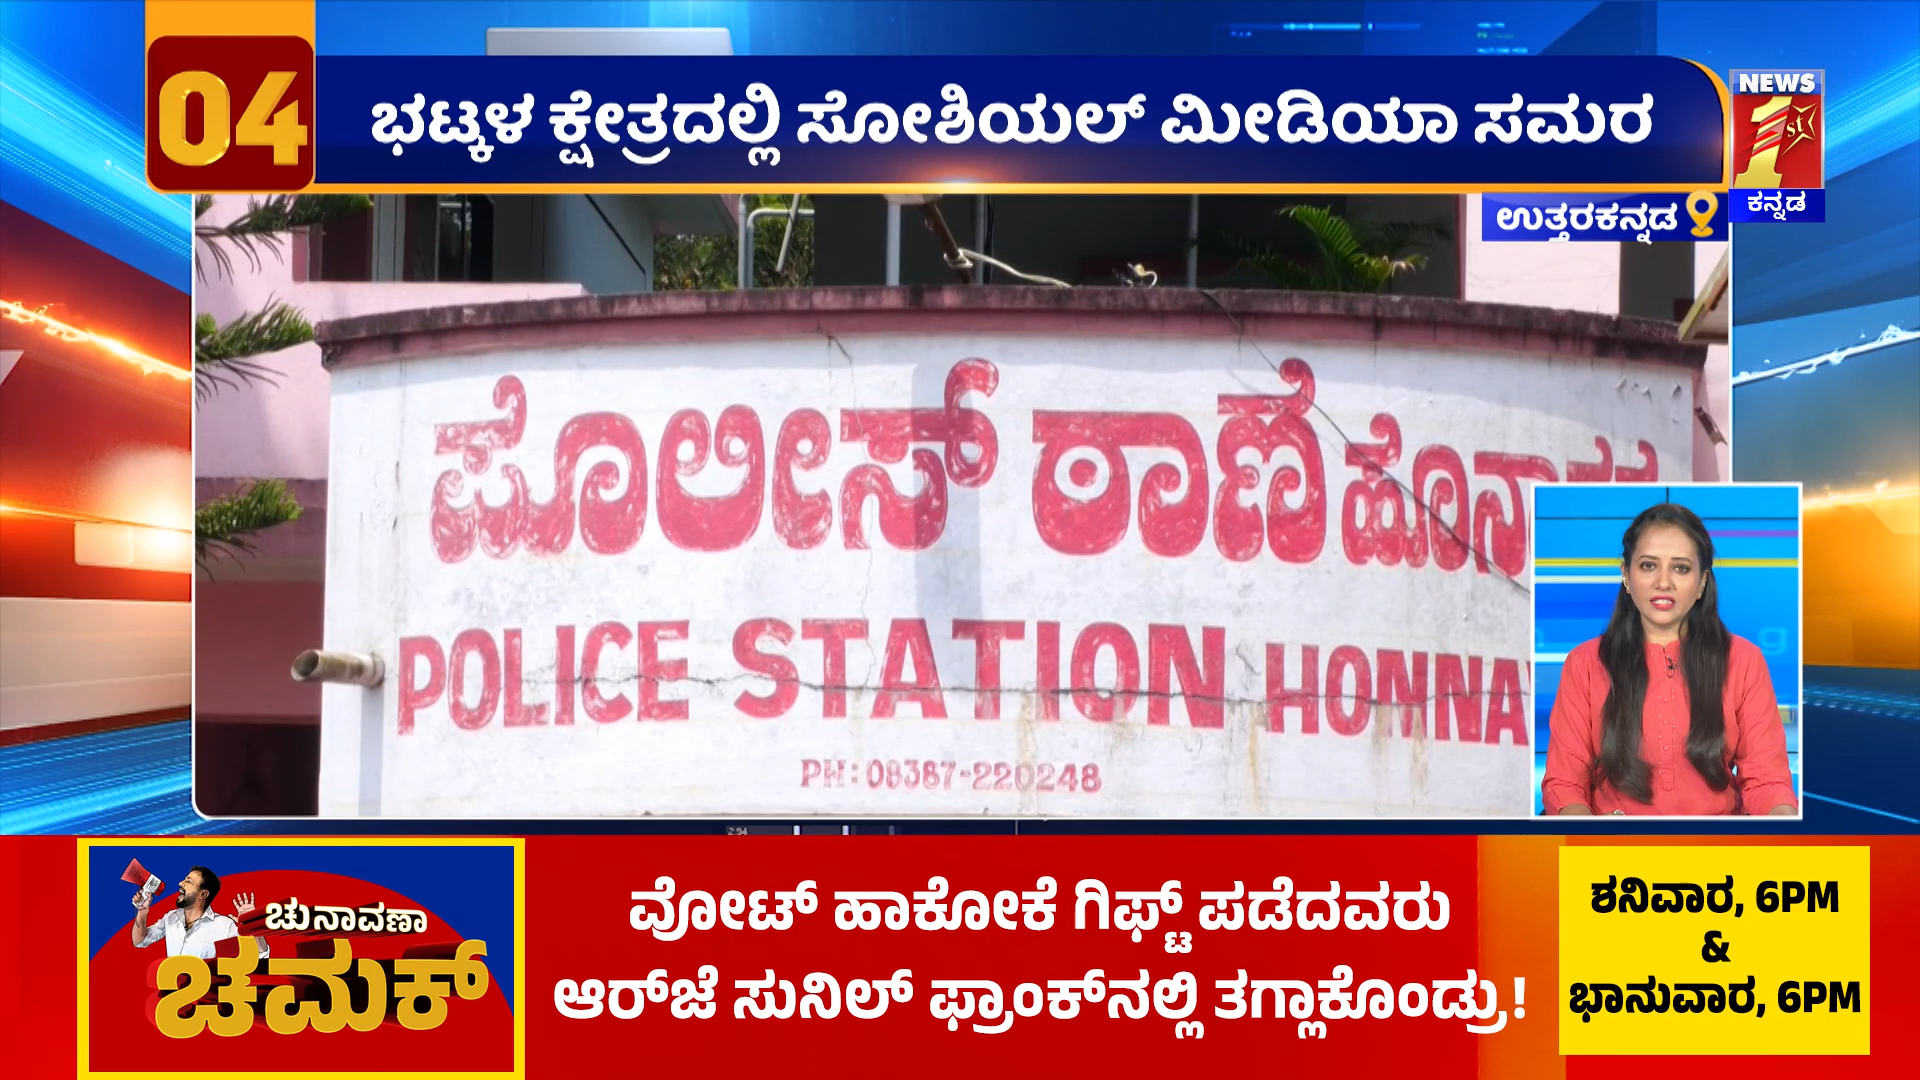 04
ಭಟ್ಕಳ ಕ್ಷೇತ್ರದಲ್ಲಿ ಸೋಶಿಯಲ್ ಮೀಡಿಯಾ ಸಮರ
NEWS
1st
ಕನ್ನಡ
ಉತ್ತರಕನ್ನಡ
ಪೊಲೀಸ್ ಠಾಣೆ
POLICE STATION HONNA
PH: 08387-220248
ಚುನಾವಣಾ
ಚಮಕ್
ವೋಟ್ ಹಾಕೋಕೆ ಗಿಫ್ಟ್ ಪಡೆದವರು
ಆರ್‌ಜೆ ಸುನಿಲ್ ಫ್ರಾಂಕ್‌ನಲ್ಲಿ ತಗ್ಲಾಕೊಂಡ್ರು!
ಶನಿವಾರ, 6PM
&
ಭಾನುವಾರ, 6PM